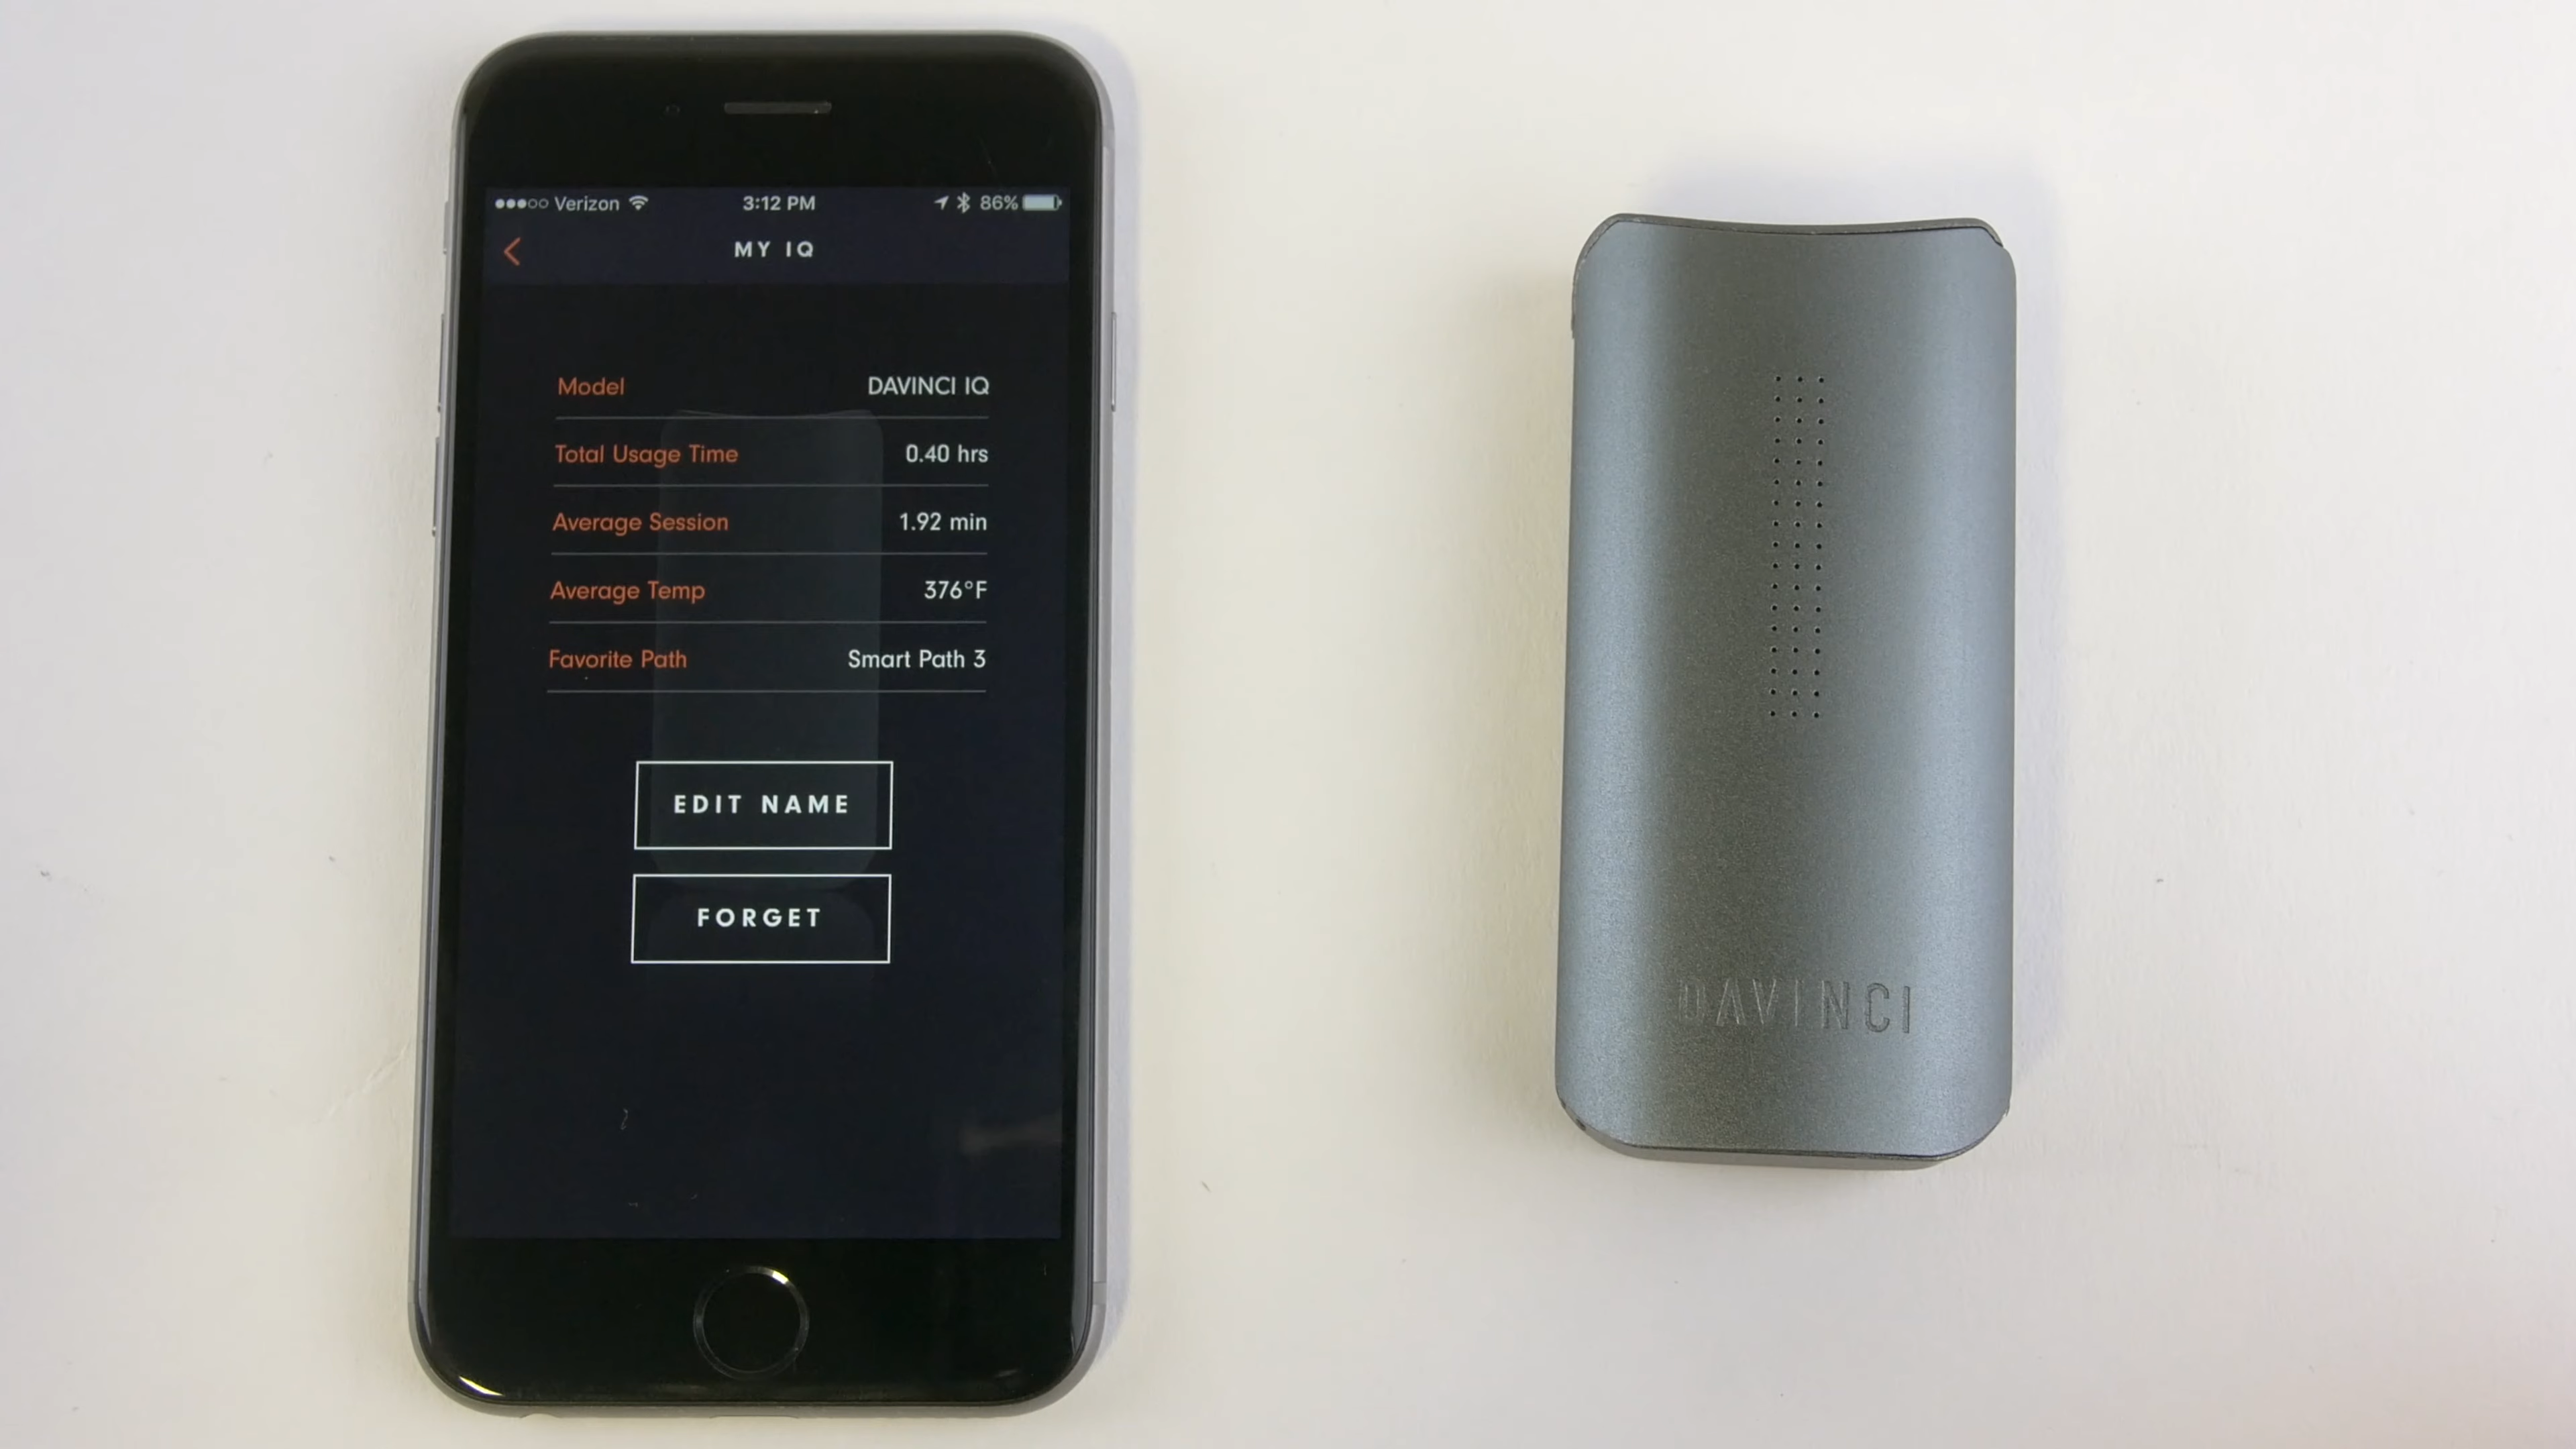 Verizon 3:12 PM 86%
MY IQ
Model DAVINCI IQ
Total Usage Time 0.40 hrs
Average Session 1.92 min
Average Temp 376°F
Favorite Path Smart Path 3
EDIT NAME
FORGET
DAVINCI